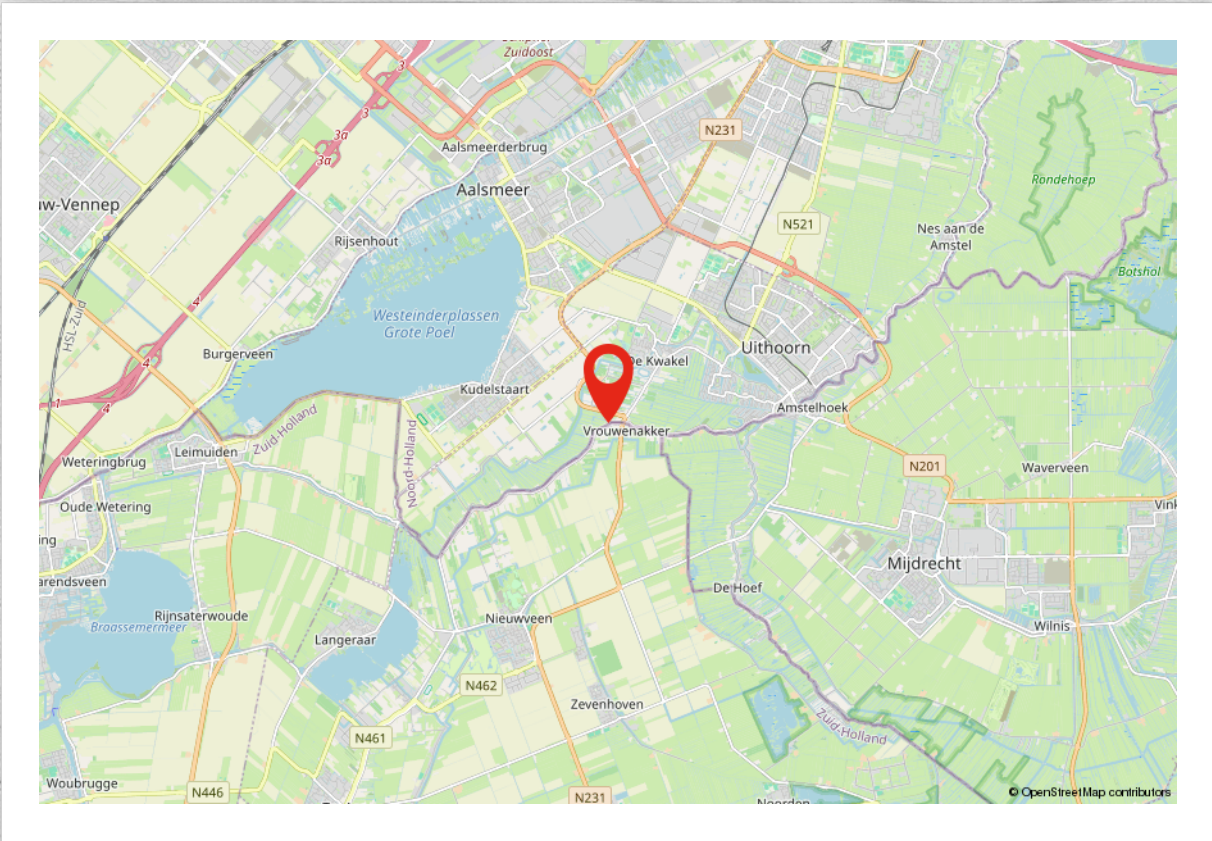 Zuidoost
3
3
3a
3a
N231
Aalsmeerderbrug
Aalsmeer
Rondehoep
uw-Vennep
N521
Nes aan de
Amstel
Rijsenhout
Botshol
4
HSL-Zuid
Westeinderplassen
Grote Poel
Burgerveen
Uithoorn
De Kwakel
4
Kudelstaart
1
4
Amstelhoek
Zuid-Holland
Vrouwenakker
Noord-Holland
Leimuiden
Weteringbrug
N201
Waverveen
Oude Wetering
Vink
ing
Mijdrecht
arendsveen
De Hoef
Rijnsaterwoude
Braassemermeer
Nieuwveen
Langeraar
Wilnis
N462
Zevenhoven
Zuid-Holland
N461
Woubrugge
N446
N231
Noorden
© OpenStreetMap contributors